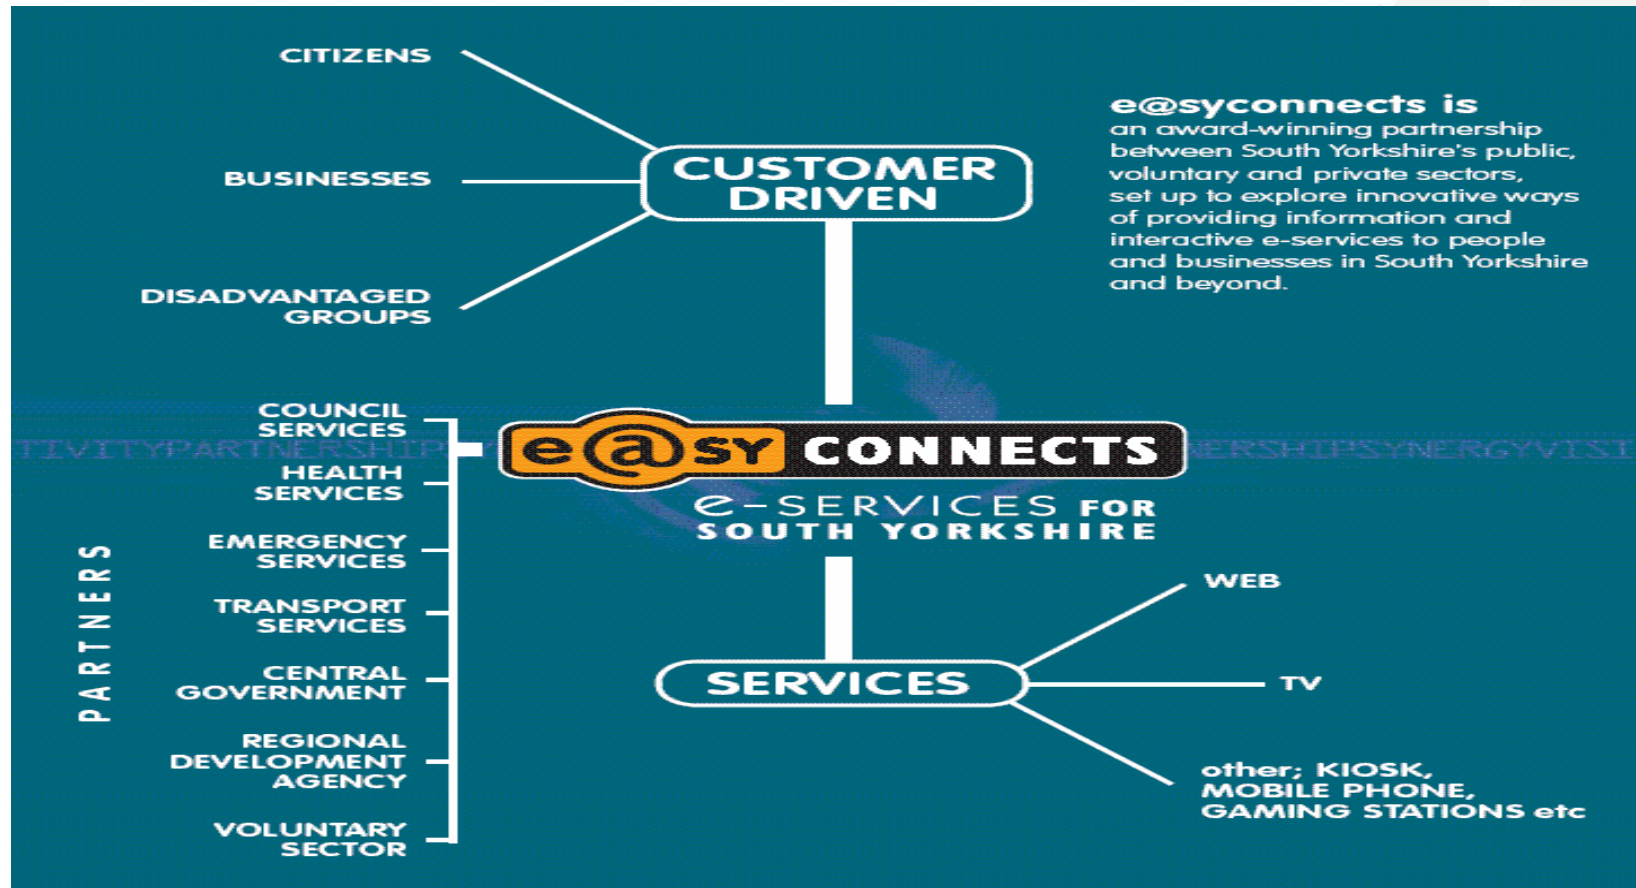 CITIZENS
BUSINESSES
DISADVANTAGED
GROUPS
CUSTOMER
DRIVEN
e@syconnects is
an award-winning partnership
between South Yorkshire's public,
voluntary and private sectors,
set up to explore innovative ways
of providing information and
interactive e-services to people
and businesses in South Yorkshire
and beyond.
TIVITYPARTNERSHIP
NERSHIPSYNERGYVISI
e@sy CONNECTS
e-SERVICES FOR
SOUTH YORKSHIRE
PARTNERS
COUNCIL
SERVICES
HEALTH
SERVICES
EMERGENCY
SERVICES
TRANSPORT
SERVICES
CENTRAL
GOVERNMENT
REGIONAL
DEVELOPMENT
AGENCY
VOLUNTARY
SECTOR
SERVICES
WEB
TV
other; KIOSK,
MOBILE PHONE,
GAMING STATIONS etc